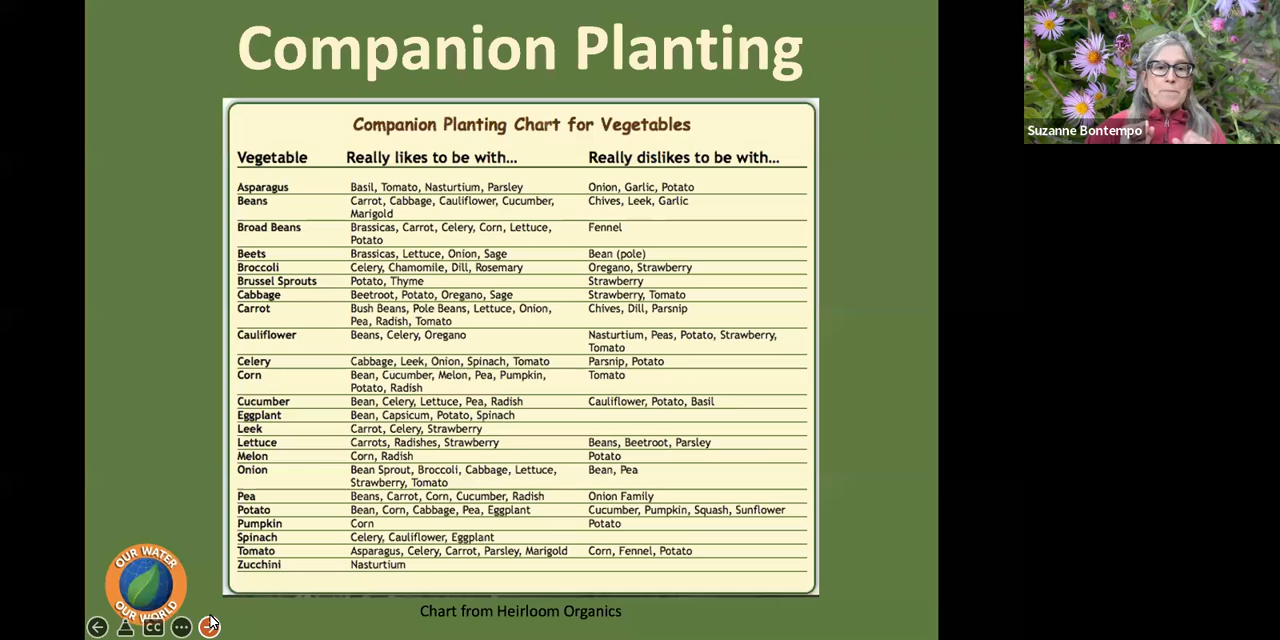 Companion Planting
Companion Planting Chart for Vegetables
Vegetable Really likes to be with... Really dislikes to be with...
Asparagus Basil, Tomato, Nasturtium, Parsley Onion, Garlic, Potato
Beans Carrot, Cabbage, Cauliflower, Cucumber, Chives, Leek, Garlic
Marigold
Broad Beans Brassicas, Carrot, Celery, Corn, Lettuce, Fennel
Potato
Beets Brassicas, Lettuce, Onion, Sage Bean (pole)
Broccoli Celery, Chamomile, Dill, Rosemary Oregano, Strawberry
Brussel Sprouts Potato, Thyme Strawberry
Cabbage Beetroot, Potato, Oregano, Sage Strawberry, Tomato
Carrot Bush Beans, Pole Beans, Lettuce, Onion, Chives, Dill, Parsnip
Pea, Radish, Tomato
Cauliflower Beans, Celery, Oregano Nasturtium, Peas, Potato, Strawberry,
Tomato
Celery Cabbage, Leek, Onion, Spinach, Tomato Parsnip, Potato
Corn Bean, Cucumber, Melon, Pea, Pumpkin, Tomato
Potato, Radish
Cucumber Bean, Celery, Lettuce, Pea, Radish Cauliflower, Potato, Basil
Eggplant Bean, Capsicum, Potato, Spinach
Leek Carrot, Celery, Strawberry
Lettuce Carrots, Radishes, Strawberry Beans, Beetroot, Parsley
Melon Corn, Radish Potato
Onion Bean Sprout, Broccoli, Cabbage, Lettuce, Bean, Pea
Strawberry, Tomato
Pea Beans, Carrot, Corn, Cucumber, Radish Onion Family
Potato Bean, Corn, Cabbage, Pea, Eggplant Cucumber, Pumpkin, Squash, Sunflower
Pumpkin Corn Potato
Spinach Celery, Cauliflower, Eggplant
Tomato Asparagus, Celery, Carrot, Parsley, Marigold Corn, Fennel, Potato
Zucchini Nasturtium
Chart from Heirloom Organics
OUR WATER
OUR WORLD
CC
Suzanne Bontempo